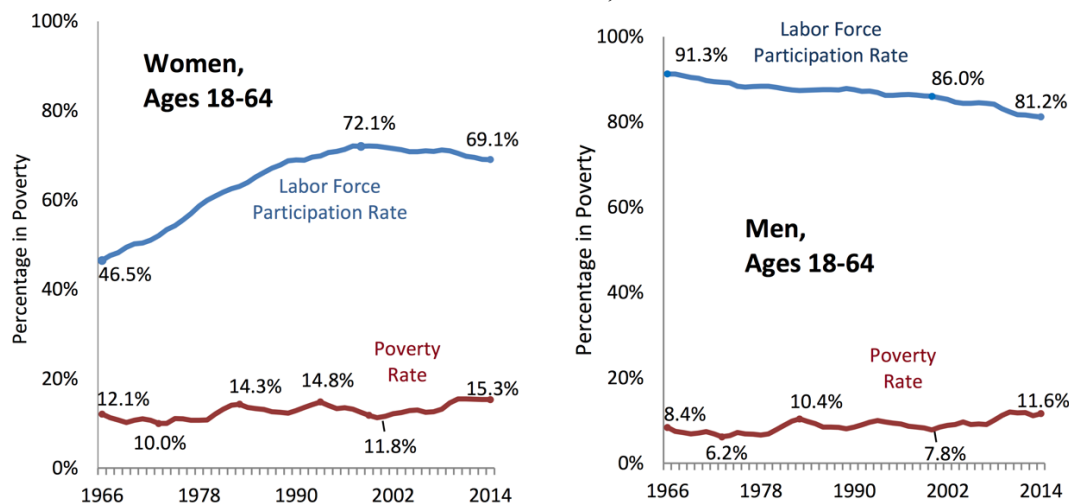 100%
80%
60%
40%
20%
0%
Percentage in Poverty
Women,
Ages 18-64
72.1%
69.1%
Labor Force
Participation Rate
46.5%
Poverty
Rate
12.1%
14.3%
14.8%
15.3%
10.0%
11.8%
1966
1978
1990
2002
2014
100%
80%
60%
40%
20%
0%
Percentage in Poverty
Labor Force
Participation Rate
91.3%
86.0%
81.2%
Men,
Ages 18-64
Poverty
Rate
8.4%
10.4%
11.6%
6.2%
7.8%
1966
1978
1990
2002
2014